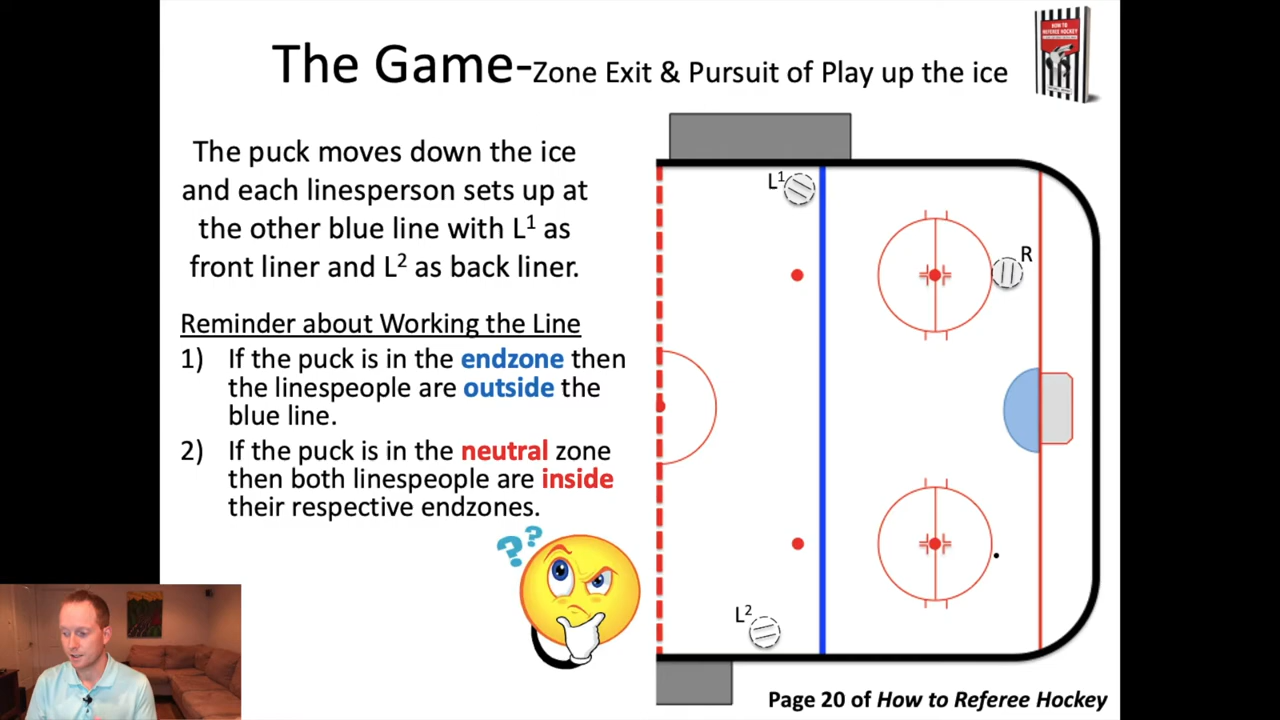 The Game-Zone Exit & Pursuit of Play up the ice
HOW TO
REFEREE HOCKEY
The puck moves down the ice
and each linesperson sets up at
the other blue line with L¹ as
front liner and L² as back liner.
Reminder about Working the Line
1) If the puck is in the endzone then
the linespeople are outside the
blue line.
2) If the puck is in the neutral zone
then both linespeople are inside
their respective endzones.
??
L¹
R
L²
Page 20 of How to Referee Hockey